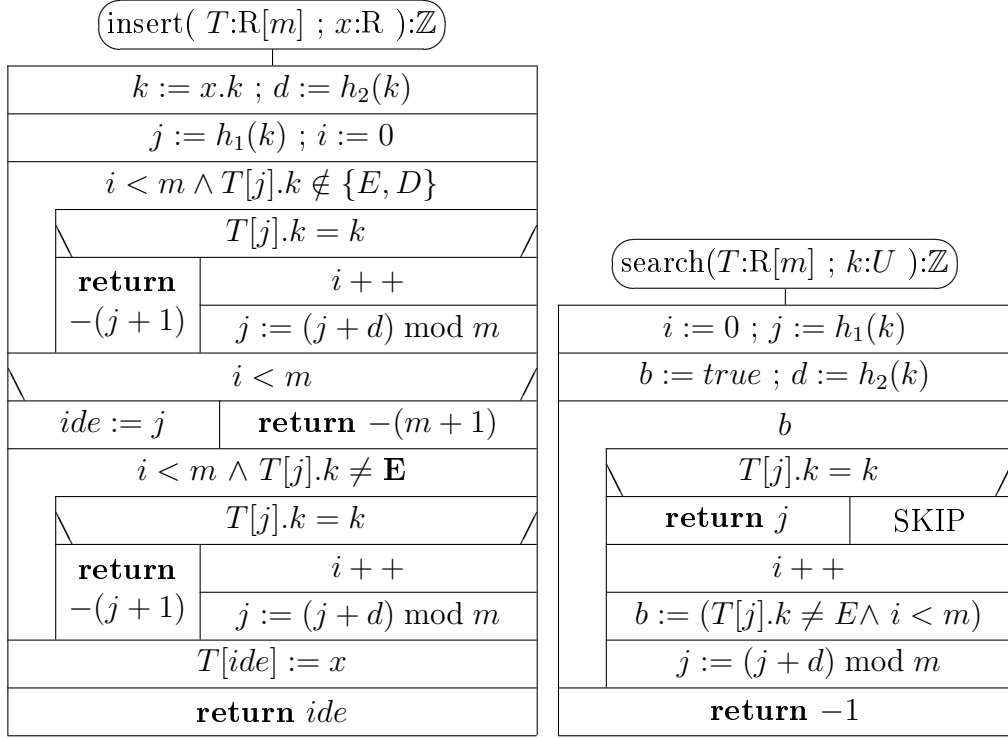 insert( T:R[m] ; x:R ):ℤ
k := x.k ; d := h₂(k)
j := h₁(k) ; i := 0
i < m ∧ T[j].k ∉ {E, D}
T[j].k = k
return
−(j + 1)
i + +
j := (j + d) mod m
i < m
ide := j
return −(m + 1)
i < m ∧ T[j].k ≠ E
T[j].k = k
return
−(j + 1)
i + +
j := (j + d) mod m
T[ide] := x
return ide
search(T:R[m] ; k:U ):ℤ
i := 0 ; j := h₁(k)
b := true ; d := h₂(k)
b
T[j].k = k
return j
SKIP
i + +
b := (T[j].k ≠ E∧ i < m)
j := (j + d) mod m
return −1